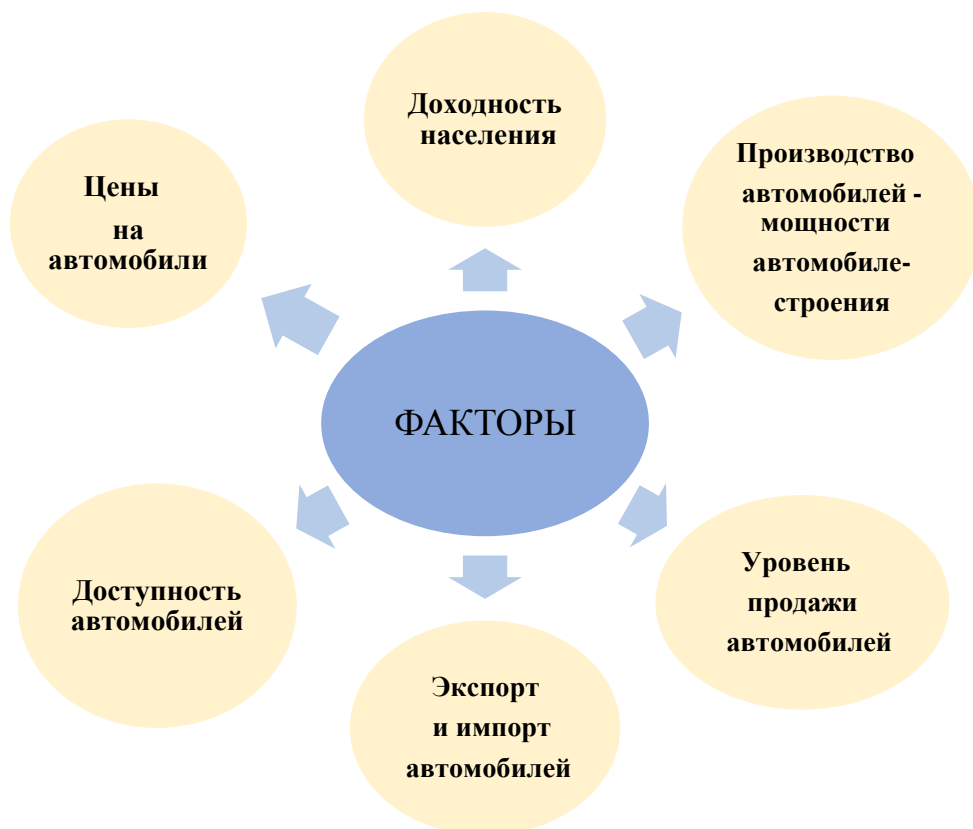 Доходность
населения
Цены
на
автомобили
Производство
автомобилей -
мощности
автомобиле-
строения
ФАКТОРЫ
Доступность
автомобилей
Уровень
продажи
автомобилей
Экспорт
и импорт
автомобилей